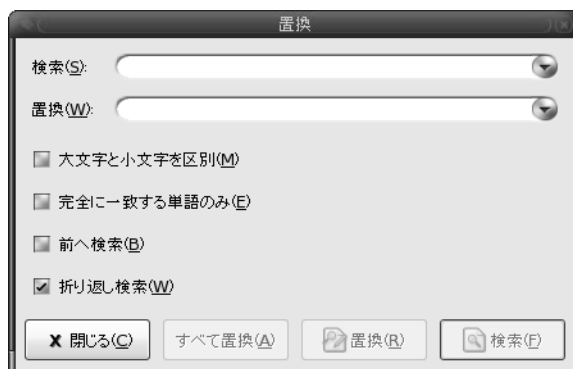 置換
検索(S):
置換(W):
大文字と小文字を区別(M)
完全に一致する単語のみ(E)
前へ検索(B)
折り返し検索(W)
閉じる(C) すべて置換(A) 置換(R) 検索(F)